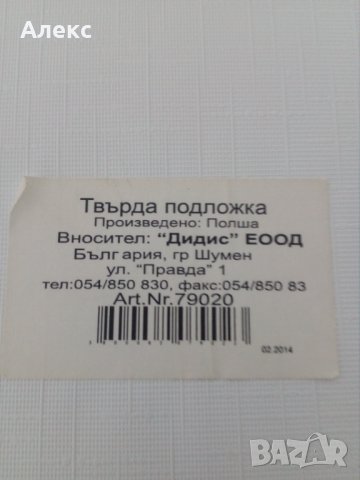 Алекс
Твърда подложка
Произведено: Полша
Вносител: “Дидис” ЕООД
България, гр Шумен
ул. “Правда” 1
тел:054/850 830, факс:054/850 83
Art.Nr.79020
02.2014
BAZAR